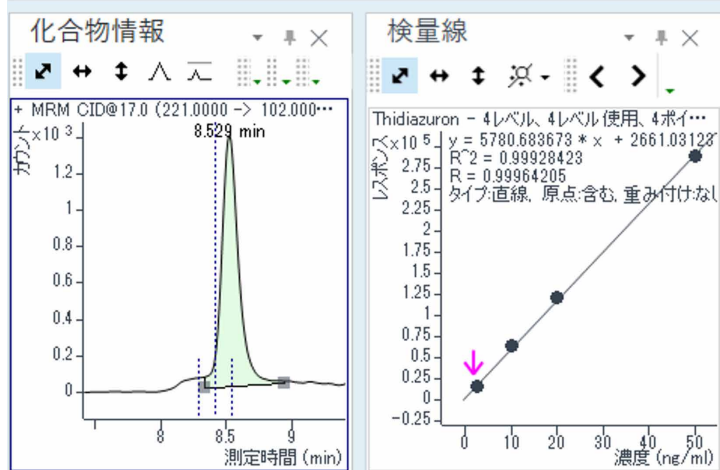 化合物情報
+ MRM CID@17.0 (221.0000 -> 102.000…
カウント
x10 3
8.529 min
1.2
1
0.8
0.6
0.4
0.2
0
8
8.5
9
測定時間 (min)
検量線
Thidiazuron - 4レベル、4レベル使用、4ポイ…
レスポンス
x10 5
y = 5780.683673 * x + 2661.03123
R^2 = 0.99928423
R = 0.99964205
タイプ:直線, 原点:含む, 重み付け:なし
2.75
2.5
2.25
2
1.75
1.5
1.25
1
0.75
0.5
0.25
0
-0.25
0
10
20
30
40
50
濃度 (ng/ml)